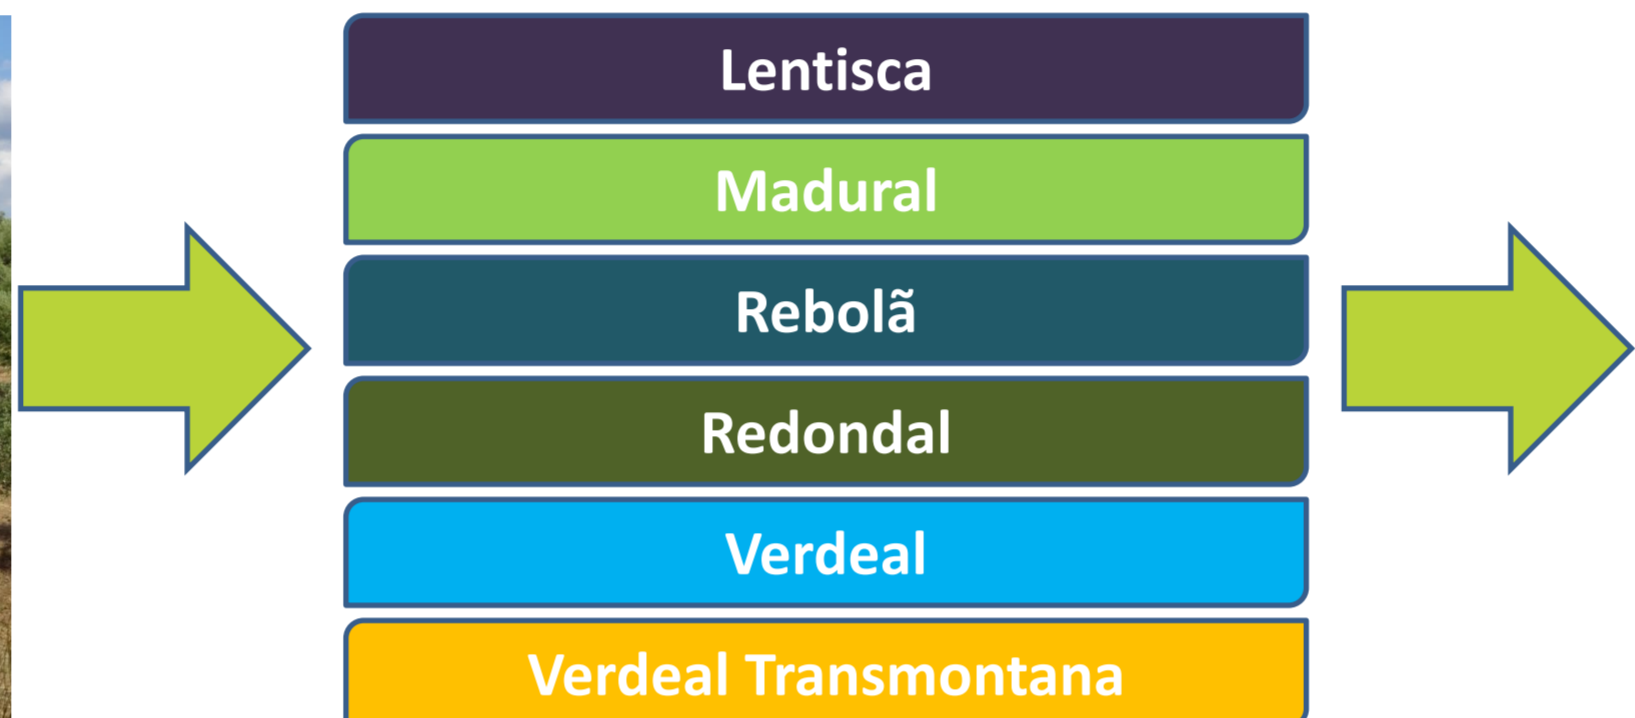 Lentisca
Madural
Rebolã
Redondal
Verdeal
Verdeal Transmontana